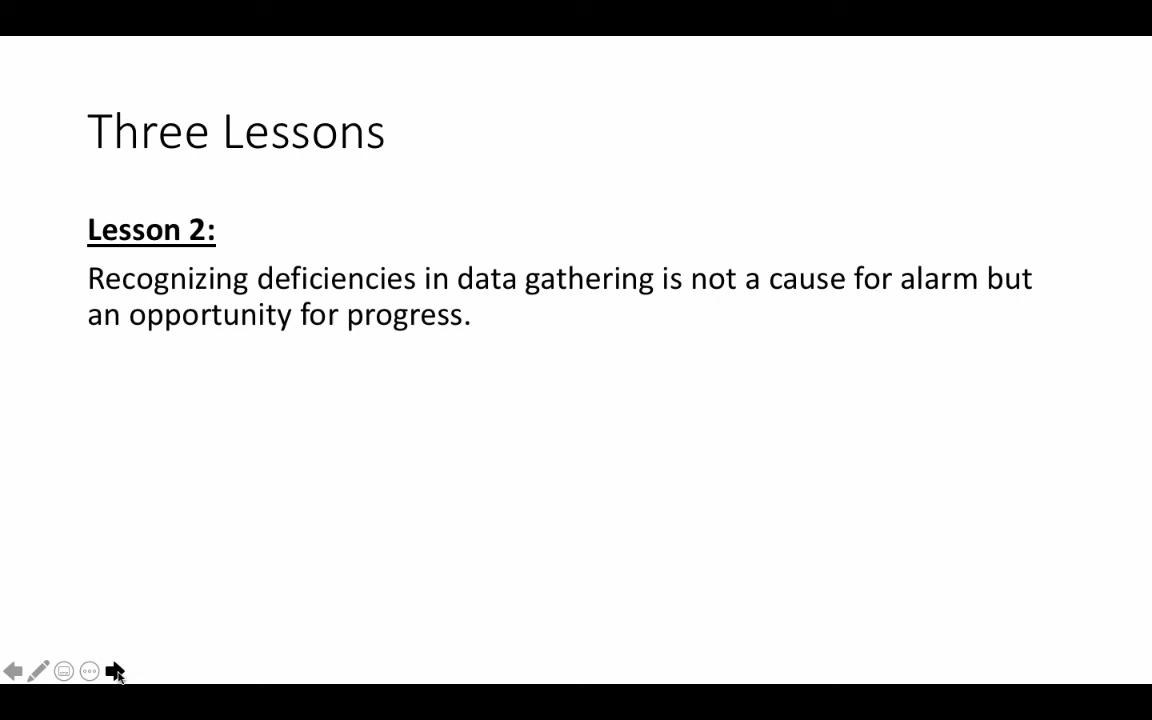 Three Lessons
Lesson 2:
Recognizing deficiencies in data gathering is not a cause for alarm but
an opportunity for progress.